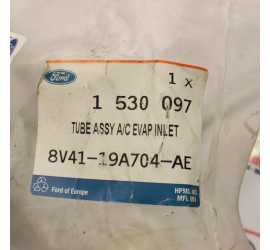 Ford
1 x
1 530 097
TUBE ASSY A/C EVAP INLET
8V41-19A704-AE
Ford of Europe